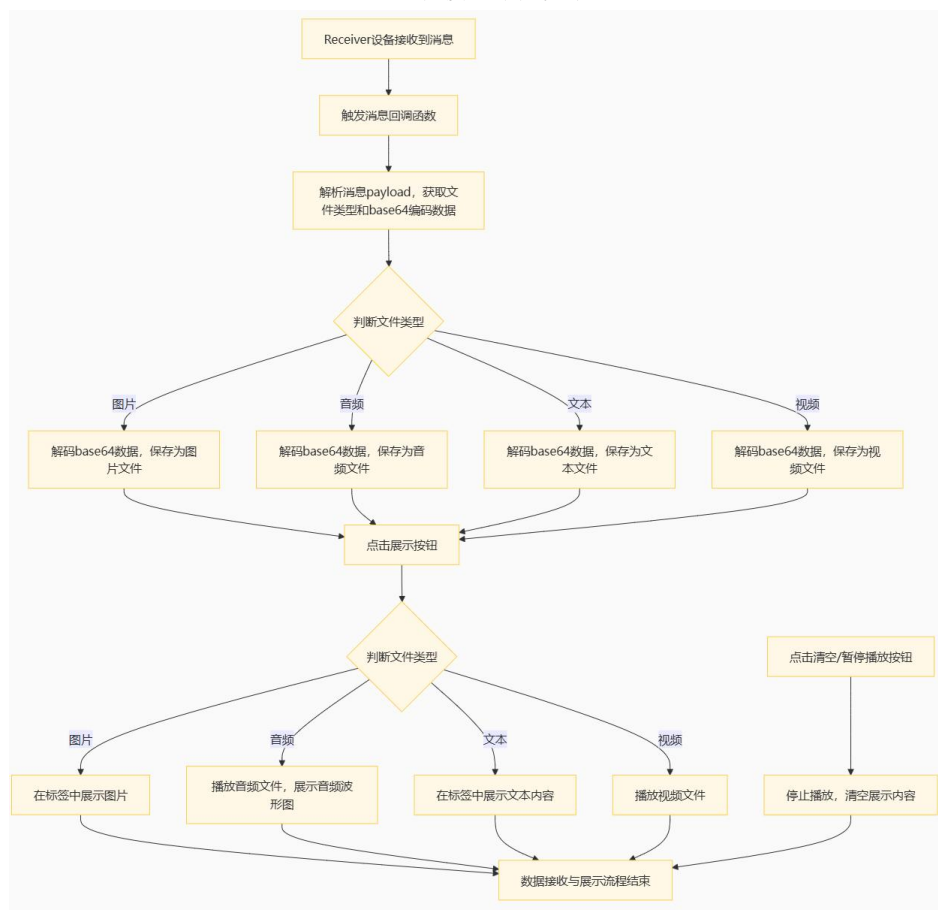 Receiver设备接收到消息
触发消息回调函数
解析消息payload，获取文
件类型和base64编码数据
判断文件类型
图片
音频
文本
视频
解码base64数据，保存为图
片文件
解码base64数据，保存为音
频文件
解码base64数据，保存为文
本文件
解码base64数据，保存为视
频文件
点击展示按钮
判断文件类型
点击清空/暂停播放按钮
图片
音频
文本
视频
在标签中展示图片
播放音频文件，展示音频波
形图
在标签中展示文本内容
播放视频文件
停止播放，清空展示内容
数据接收与展示流程结束